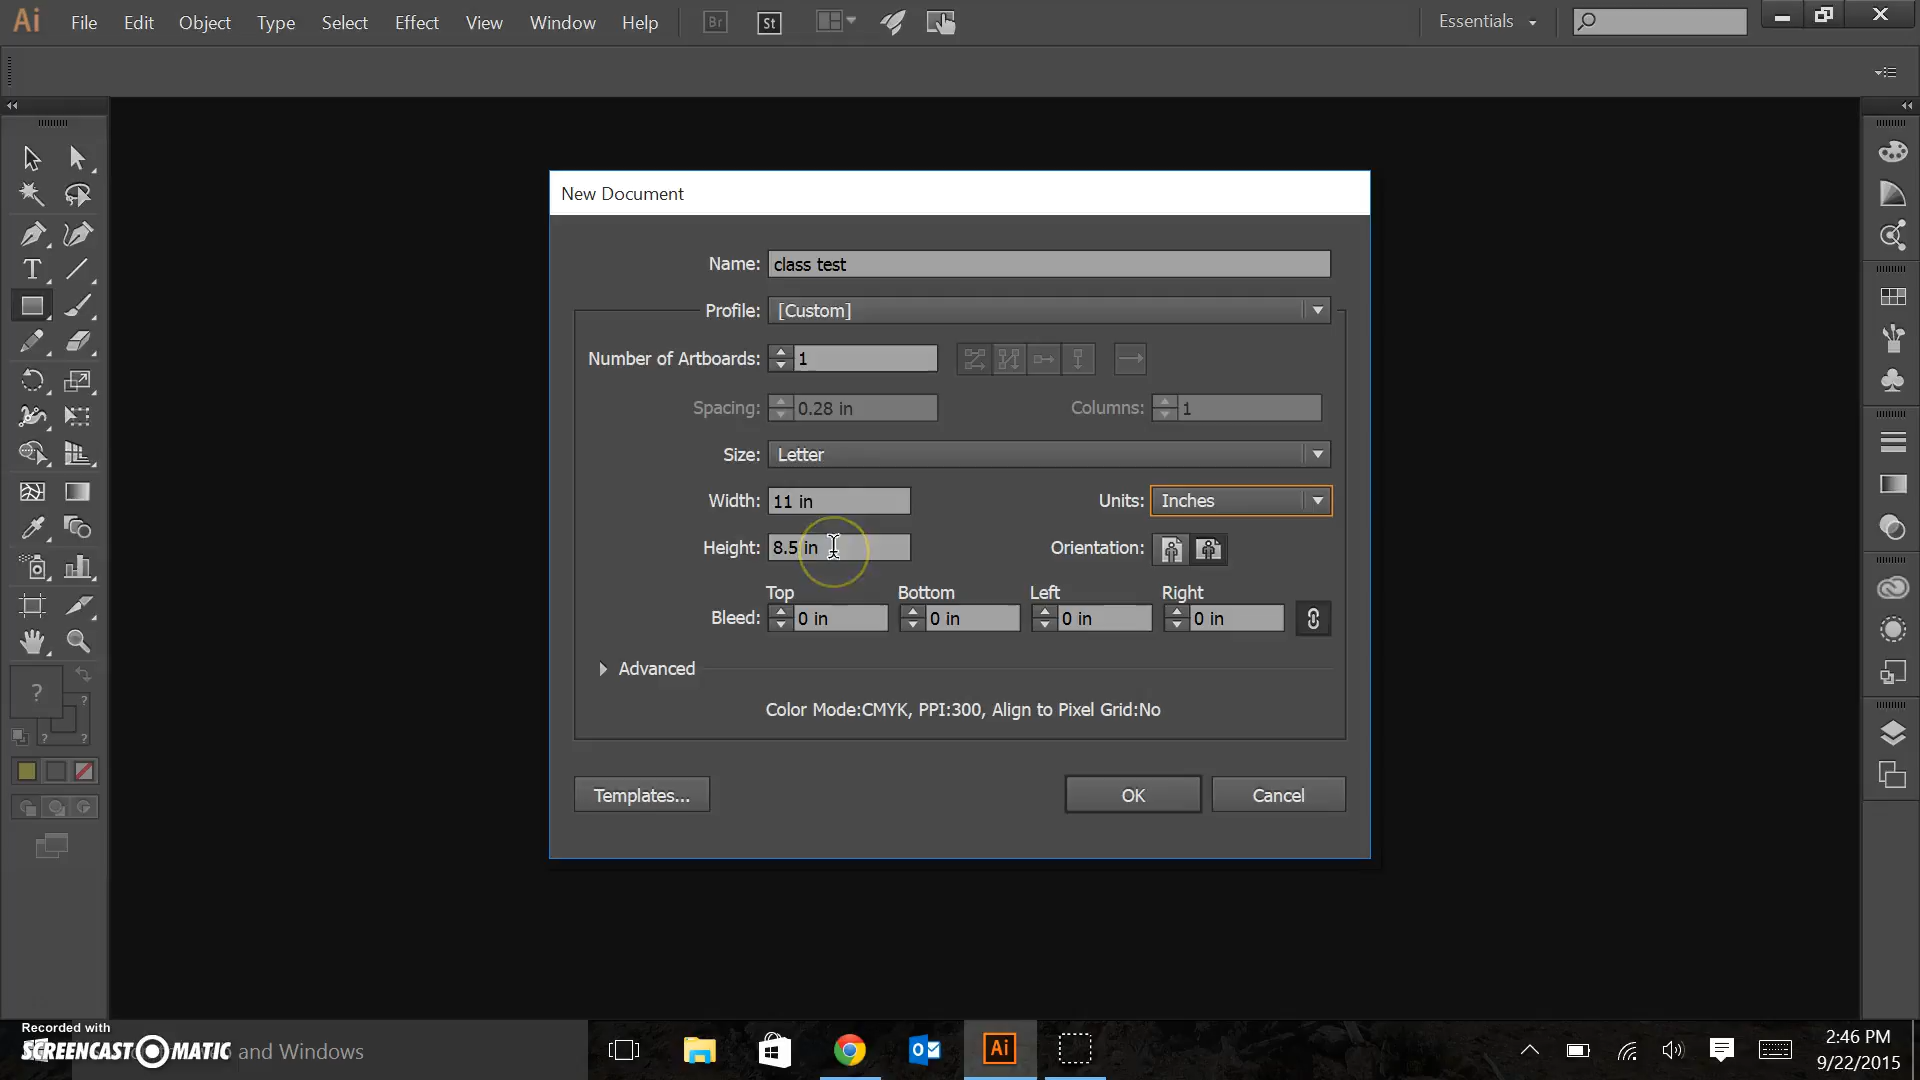 Ai File Edit Object Type Select Effect View Window Help Br St Essentials
New Document
Name: class test
Profile: [Custom]
Number of Artboards: 1
Spacing: 0.28 in Columns: 1
Size: Letter
Width: 11 in Units: Inches
Height: 8.5 in Orientation:
Top Bottom Left Right
Bleed: 0 in 0 in 0 in 0 in
Advanced
Color Mode:CMYK, PPI:300, Align to Pixel Grid:No
Templates... OK Cancel
Recorded with
SCREENCAST-O-MATIC and Windows
Ai
2:46 PM
9/22/2015